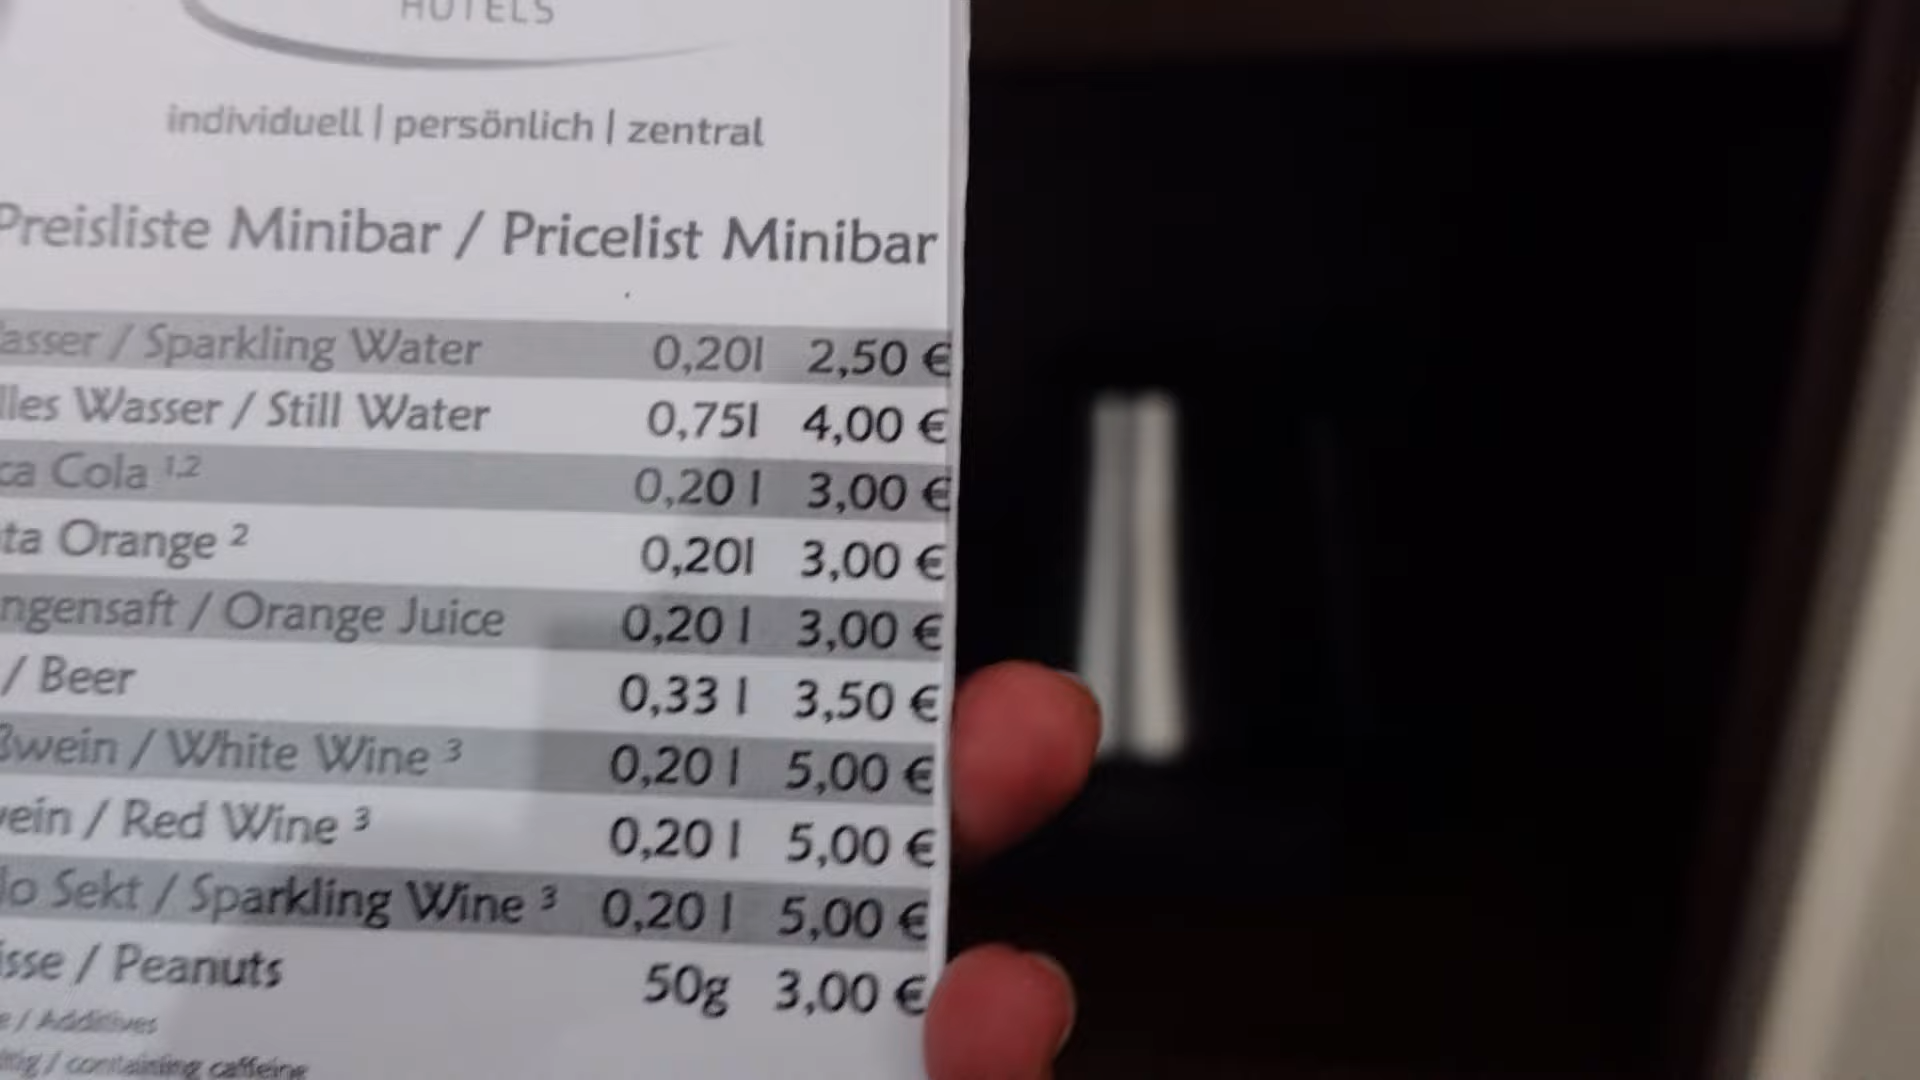 HOTELS
individuell | persönlich | zentral
Preisliste Minibar / Pricelist Minibar
asser / Sparkling Water 0,20l 2,50 €
lles Wasser / Still Water 0,75l 4,00 €
ca Cola 1,2 0,20 l 3,00 €
ta Orange 2 0,20l 3,00 €
ngensaft / Orange Juice 0,20 l 3,00 €
/ Beer 0,33 l 3,50 €
ßwein / White Wine 3 0,20 l 5,00 €
ein / Red Wine 3 0,20 l 5,00 €
lo Sekt / Sparkling Wine 3 0,20 l 5,00 €
sse / Peanuts 50g 3,00 €
e / Additives
ltig / containing caffeine